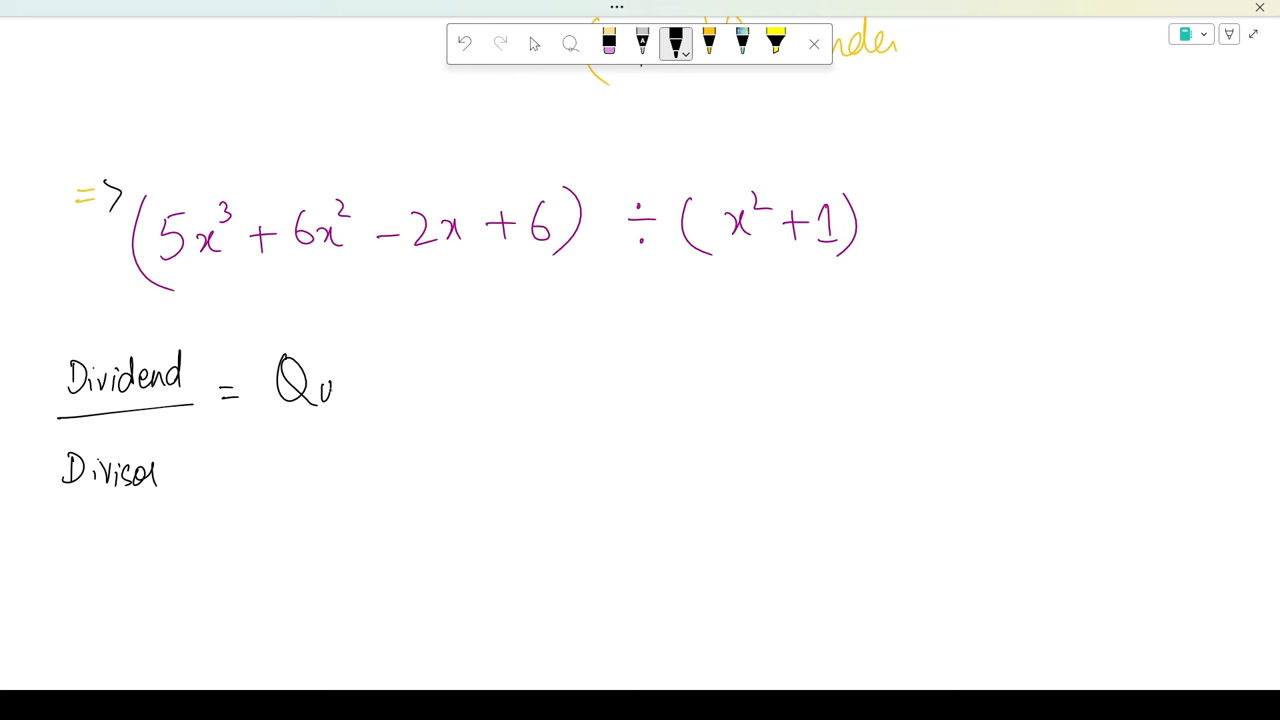 => (5x³ + 6x² - 2x + 6) ÷ (x² + 1)
Dividend = Qu
Divisor